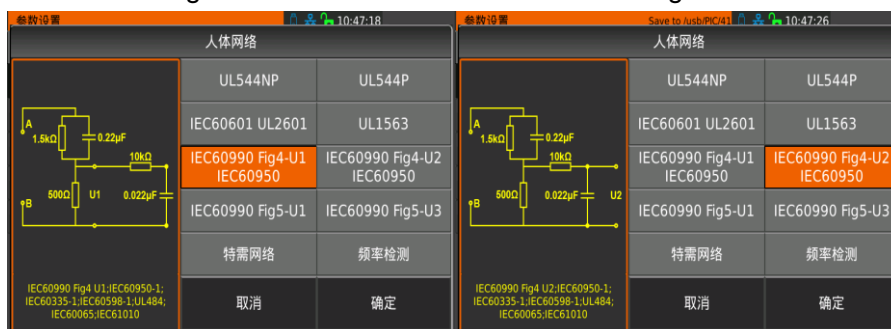 参数设置
10:47:18
人体网络
UL544NP
UL544P
IEC60601 UL2601
UL1563
IEC60990 Fig4-U1
IEC60950
IEC60990 Fig4-U2
IEC60950
IEC60990 Fig5-U1
IEC60990 Fig5-U3
特需网络
频率检测
取消
确定
A
1.5kΩ
0.22μF
10kΩ
500Ω
U1
0.022μF
B
IEC60990 Fig4 U1;IEC60950-1;
IEC60335-1;IEC60598-1;UL484;
IEC60065;IEC61010
参数设置
Save to /usb/PIC/41
10:47:26
人体网络
UL544NP
UL544P
IEC60601 UL2601
UL1563
IEC60990 Fig4-U1
IEC60950
IEC60990 Fig4-U2
IEC60950
IEC60990 Fig5-U1
IEC60990 Fig5-U3
特需网络
频率检测
取消
确定
A
1.5kΩ
0.22μF
10kΩ
500Ω
0.022μF
U2
B
IEC60990 Fig4 U2;IEC60950-1;
IEC60335-1;IEC60598-1;UL484;
IEC60065;IEC61010